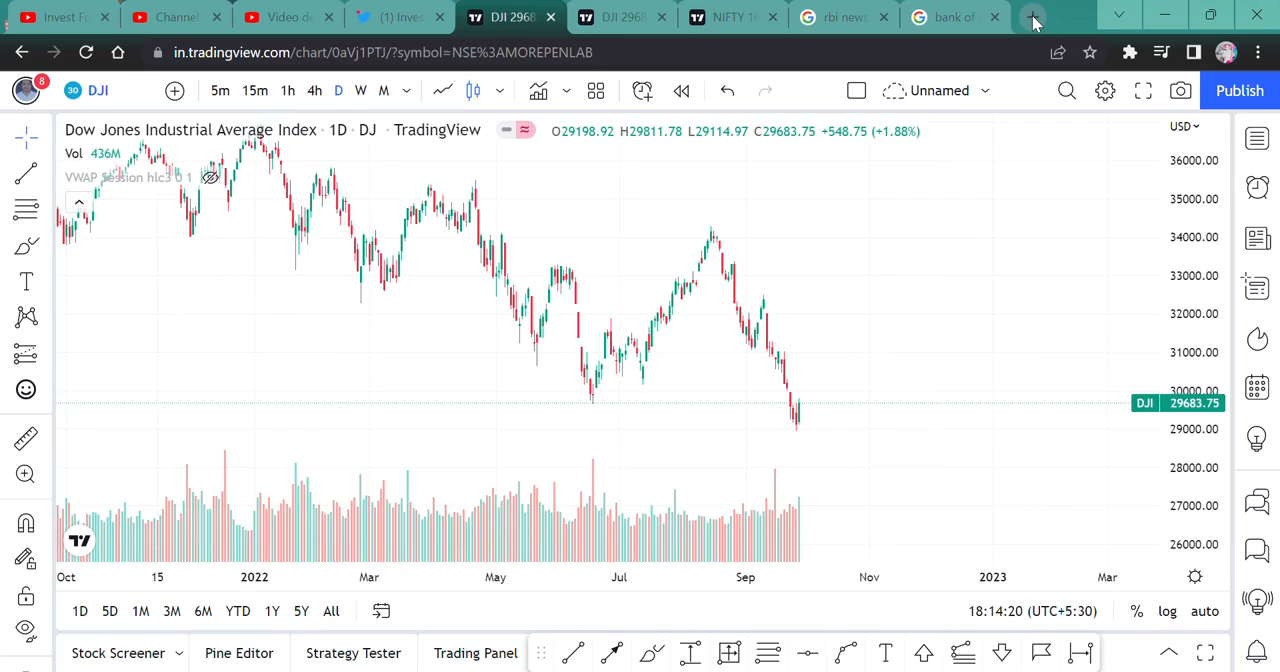 Invest Fo
Channel
Video de
(1) Inves
DJI 2968
DJI 2968
NIFTY 16
rbi news
bank of
in.tradingview.com/chart/0aVj1PTJ/?symbol=NSE%3AMOREPENLAB
8
30 DJI
5m 15m 1h 4h D W M
Unnamed
Publish
Dow Jones Industrial Average Index · 1D · DJ · TradingView
O29198.92 H29811.78 L29114.97 C29683.75 +548.75 (+1.88%)
USD
Vol 436M
VWAP Session hlc3 0 1
36000.00
35000.00
34000.00
33000.00
32000.00
31000.00
30000.00
DJI 29683.75
29000.00
28000.00
27000.00
26000.00
Oct 15 2022 Mar May Jul Sep Nov 2023 Mar
1D 5D 1M 3M 6M YTD 1Y 5Y All
18:14:20 (UTC+5:30) % log auto
Stock Screener Pine Editor Strategy Tester Trading Panel